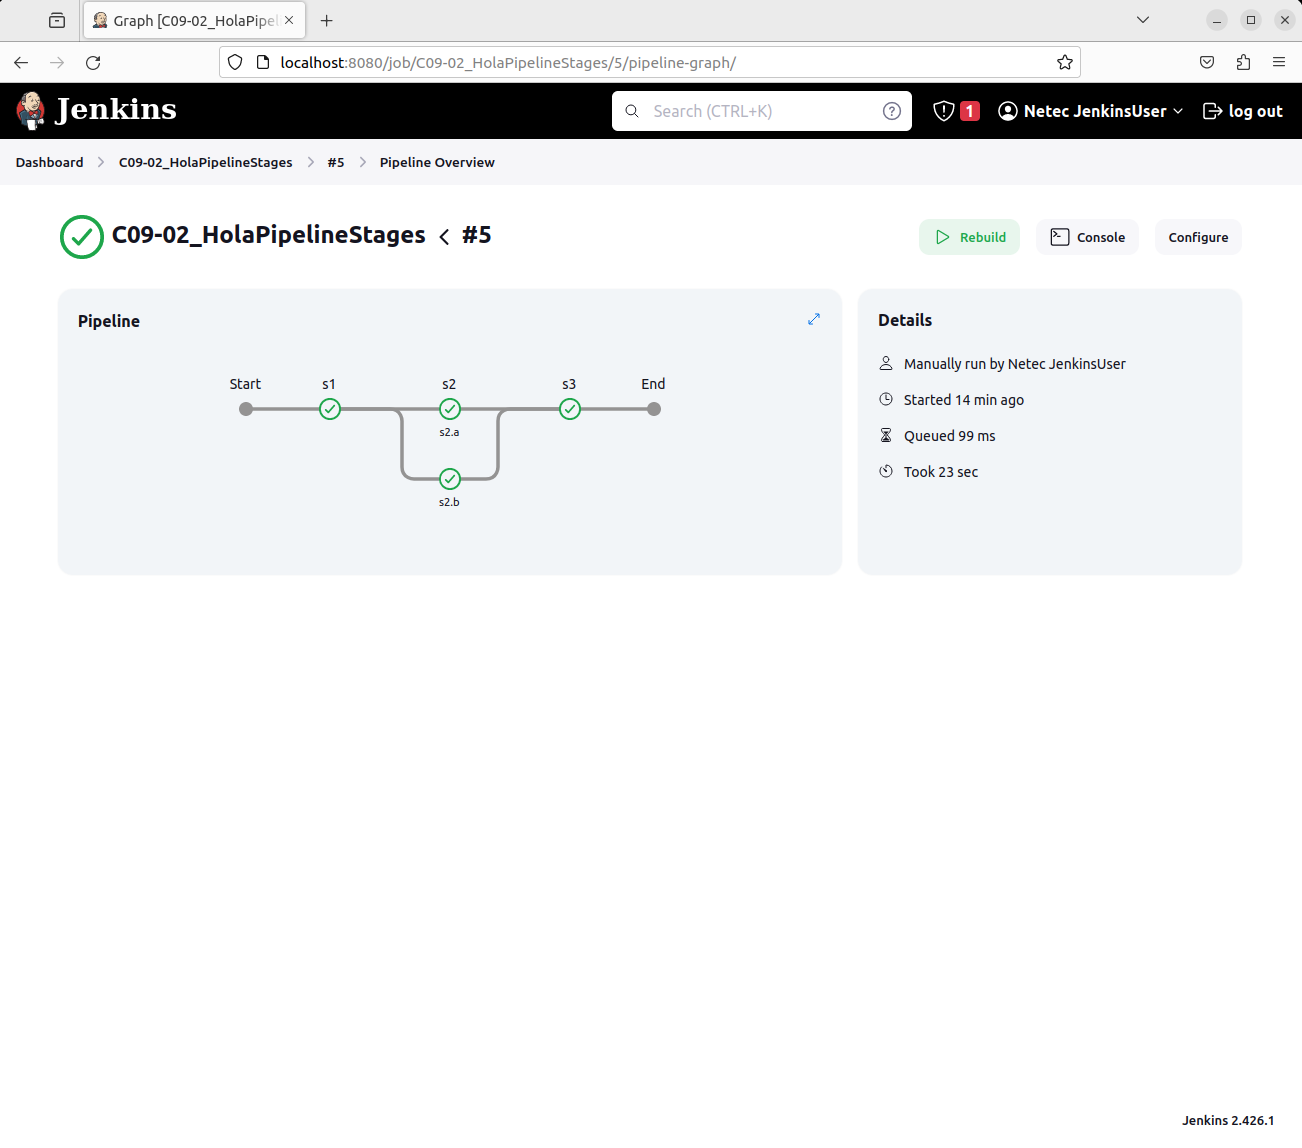 Graph [C09-02_HolaPipel
localhost:8080/job/C09-02_HolaPipelineStages/5/pipeline-graph/
Jenkins
Search (CTRL+K)
1
Netec JenkinsUser
log out
Dashboard
C09-02_HolaPipelineStages
#5
Pipeline Overview
C09-02_HolaPipelineStages
#5
Rebuild
Console
Configure
Pipeline
Start
s1
s2
s3
End
s2.a
s2.b
Details
Manually run by Netec JenkinsUser
Started 14 min ago
Queued 99 ms
Took 23 sec
Jenkins 2.426.1